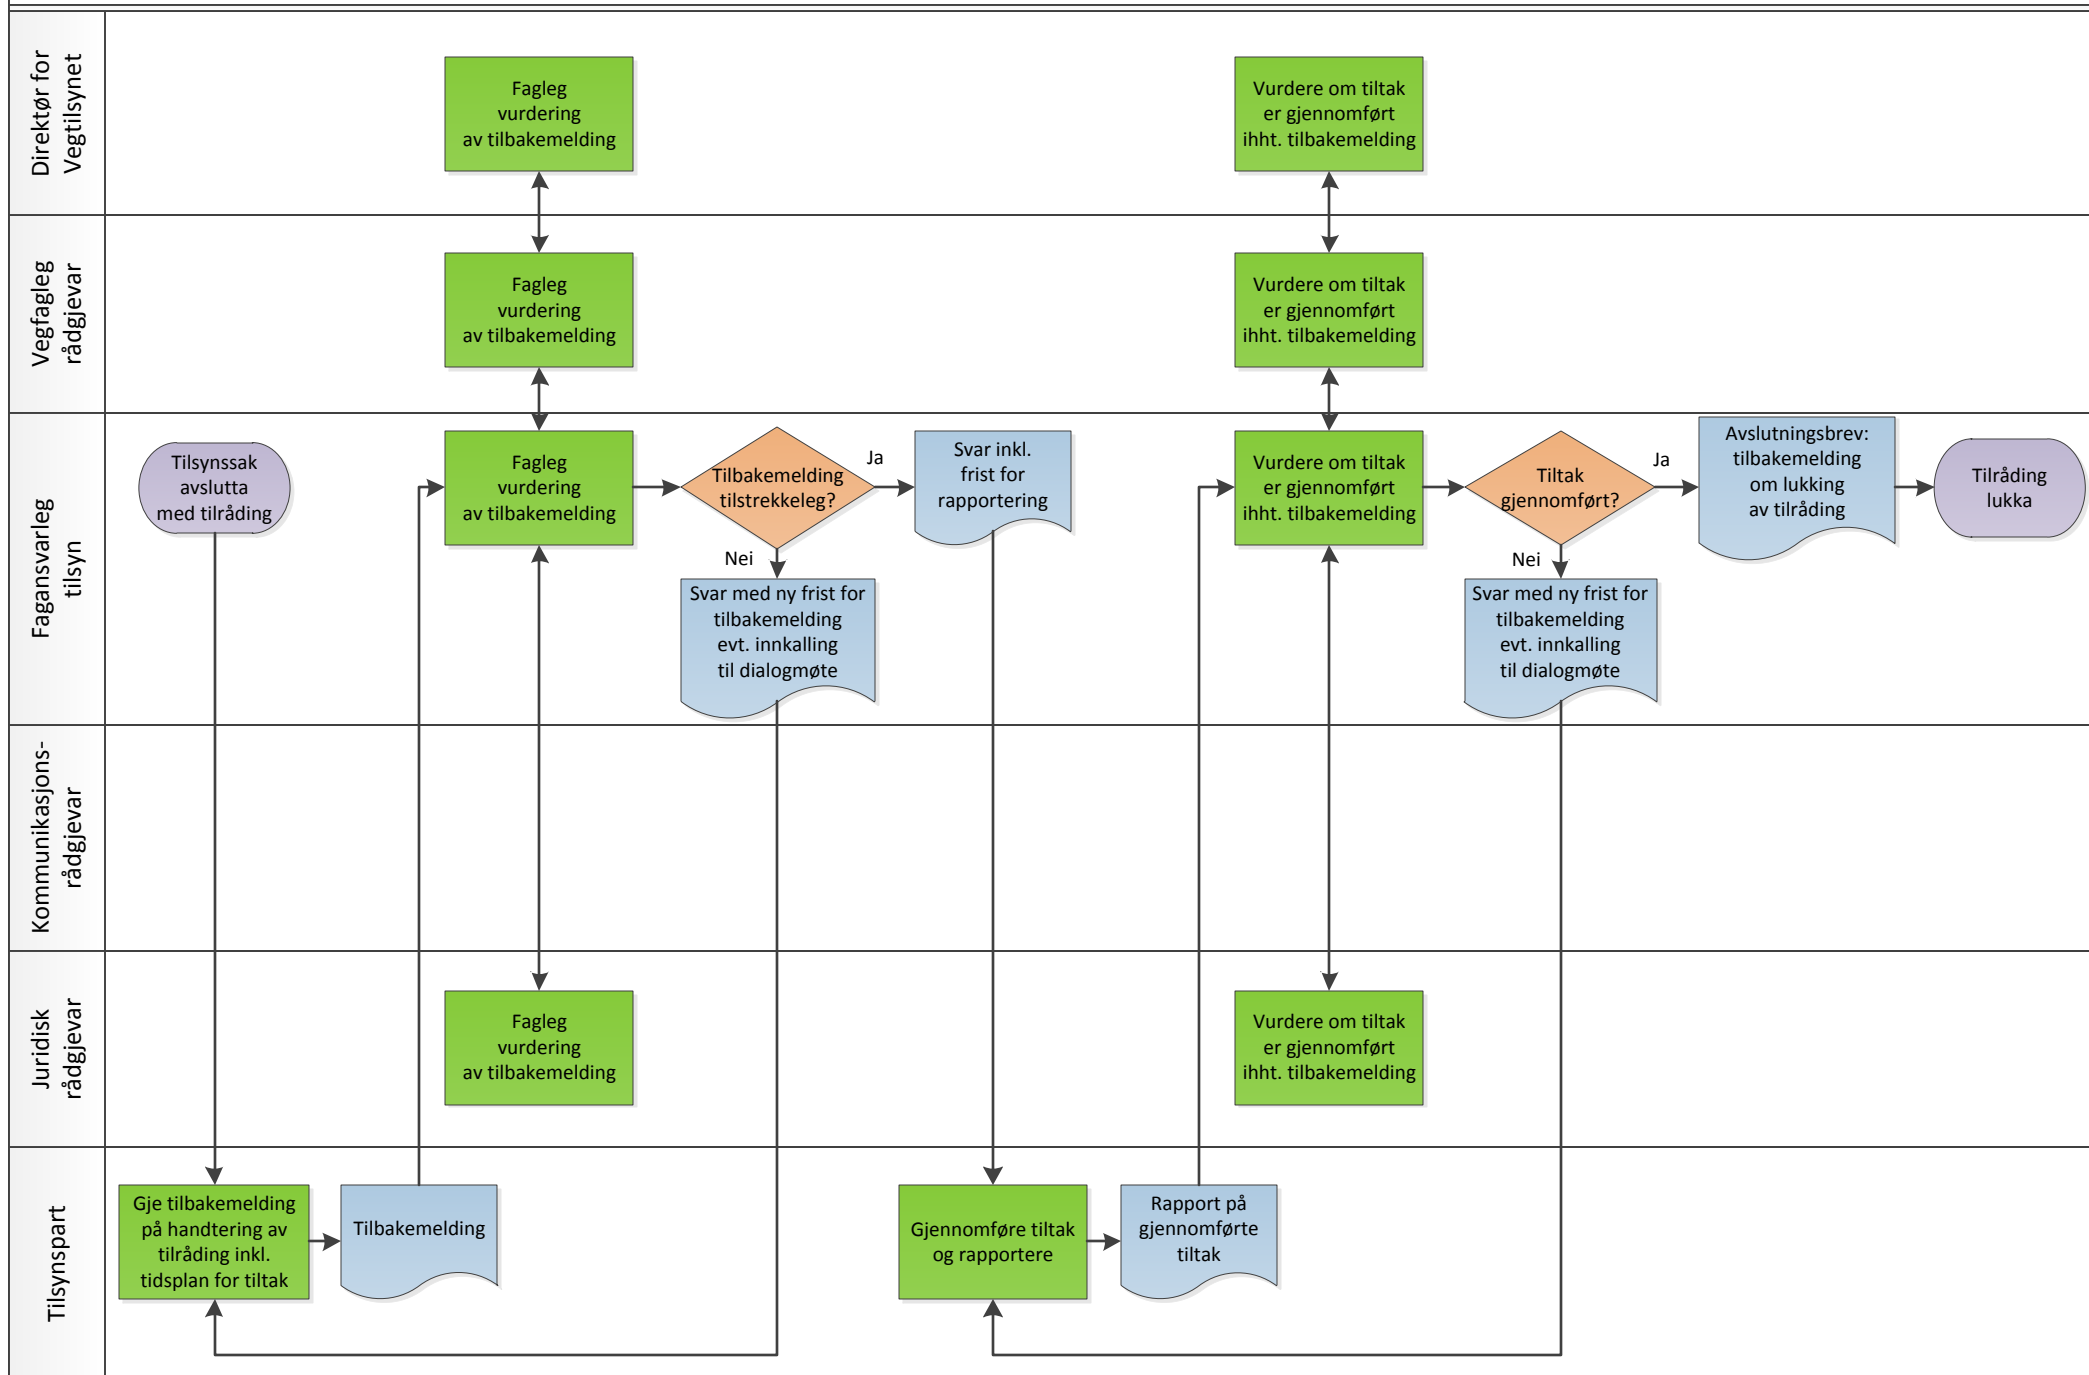 Direktør for
Vegtilsynet
Fagleg
vurdering
av tilbakemelding
Vurdere om tiltak
er gjennomført
ihht. tilbakemelding
Vegfagleg
rådgjevar
Fagleg
vurdering
av tilbakemelding
Vurdere om tiltak
er gjennomført
ihht. tilbakemelding
Fagansvarleg
tilsyn
Tilsynssak
avslutta
med tilråding
Fagleg
vurdering
av tilbakemelding
Tilbakemelding
tilstrekkeleg?
Ja
Nei
Svar inkl.
frist for
rapportering
Svar med ny frist for
tilbakemelding
evt. innkalling
til dialogmøte
Vurdere om tiltak
er gjennomført
ihht. tilbakemelding
Tiltak
gjennomført?
Ja
Nei
Avslutningsbrev:
tilbakemelding
om lukking
av tilråding
Tilråding
lukka
Svar med ny frist for
tilbakemelding
evt. innkalling
til dialogmøte
Kommunikasjons-
rådgjevar
Juridisk
rådgjevar
Fagleg
vurdering
av tilbakemelding
Vurdere om tiltak
er gjennomført
ihht. tilbakemelding
Tilsynspart
Gje tilbakemelding
på handtering av
tilråding inkl.
tidsplan for tiltak
Tilbakemelding
Gjennomføre tiltak
og rapportere
Rapport på
gjennomførte
tiltak